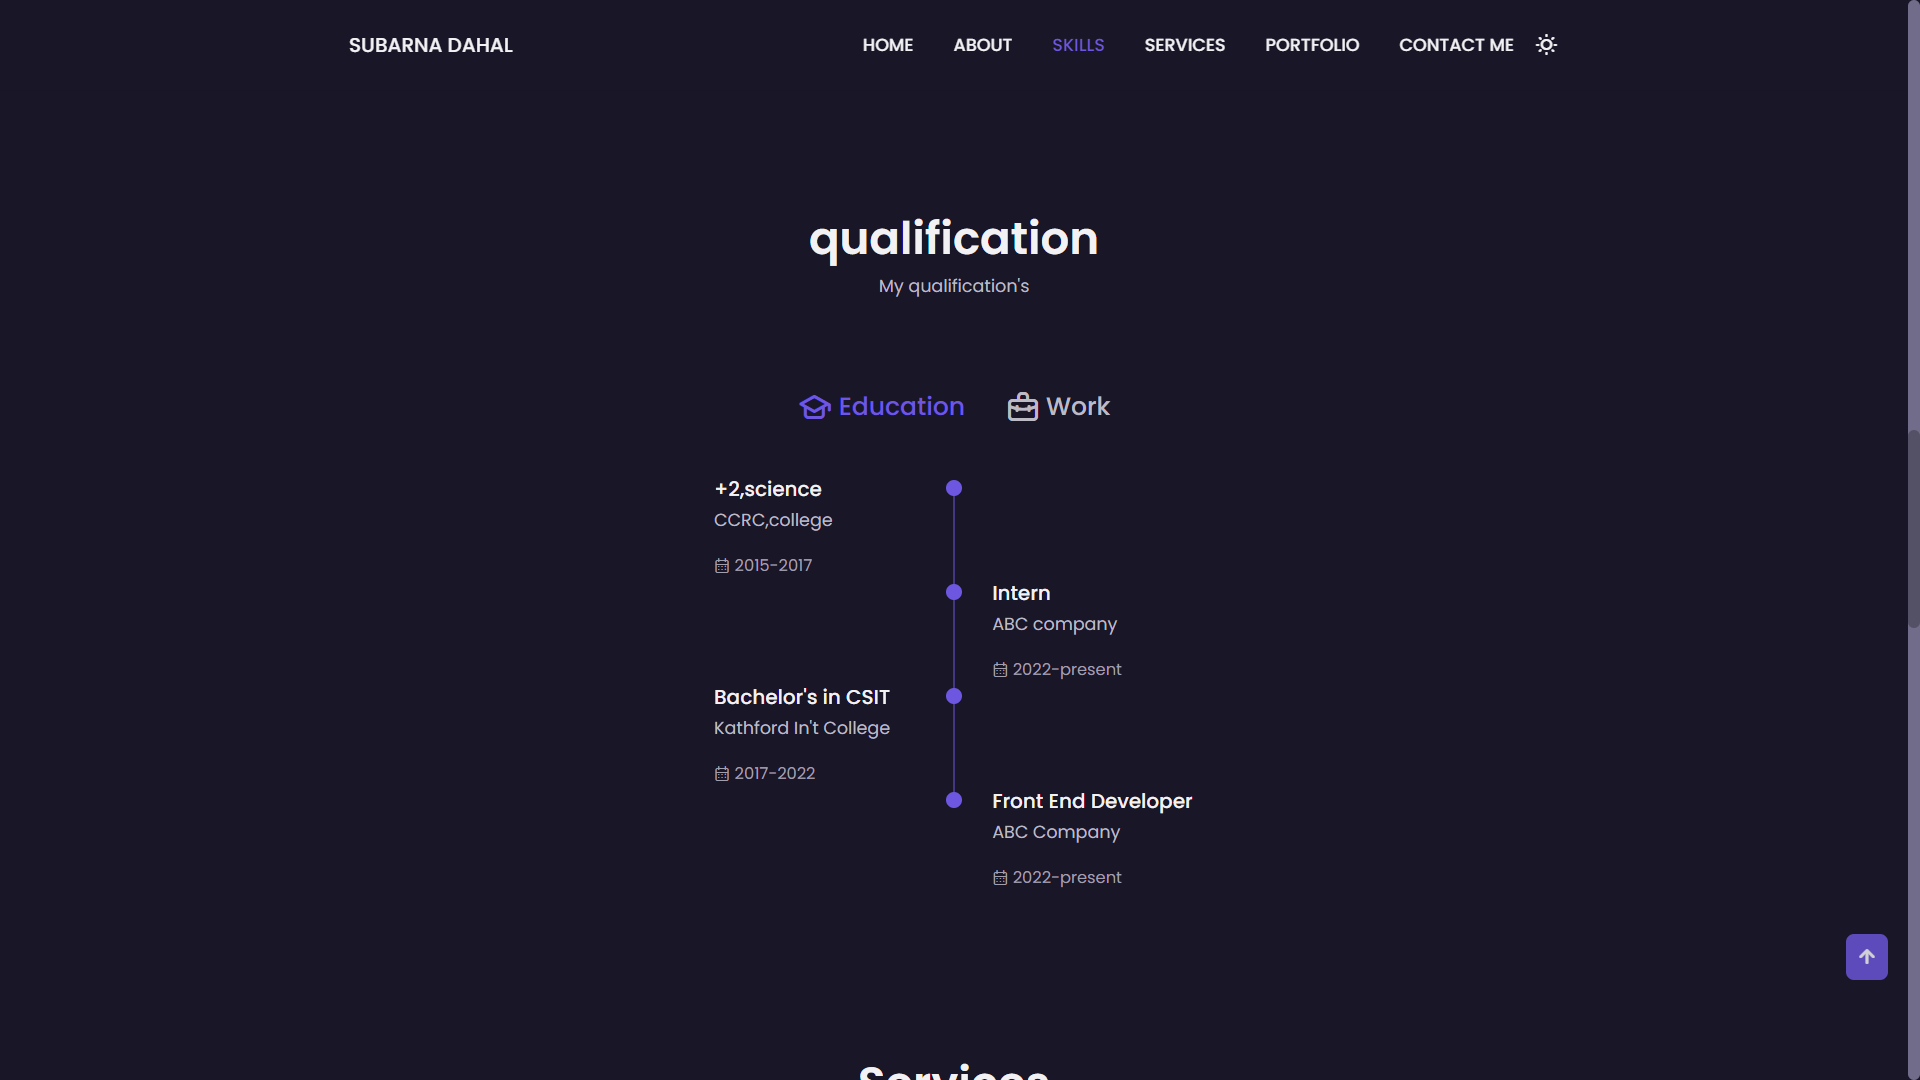 SUBARNA DAHAL
HOME ABOUT SKILLS SERVICES PORTFOLIO CONTACT ME
qualification
My qualification's
Education Work
+2,science
CCRC,college
2015-2017
Intern
ABC company
2022-present
Bachelor's in CSIT
Kathford In't College
2017-2022
Front End Developer
ABC Company
2022-present
Services